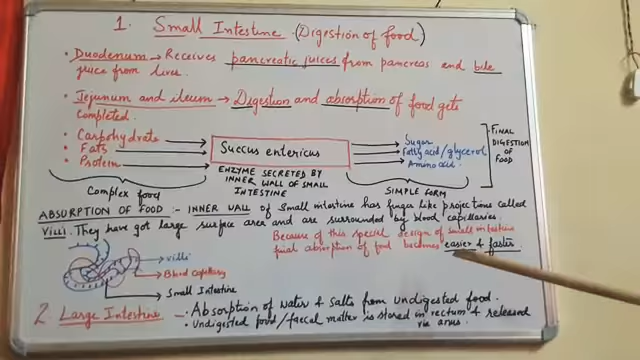 1. Small Intestine. (Digestion of food)
• Duodenum → Receives pancreatic juices from pancreas and bile
juice from liver.
• Jejunum and ileum → Digestion and absorption of food gets
completed.
• Carbohydrate
• Fats
• Protein
Complex food
Succus entericus
ENZYME SECRETED BY
INNER WALL OF SMALL
INTESTINE
Sugar
Fatty acid/glycerol
Amino acid.
SIMPLE FORM
FINAL
DIGESTION
OF
FOOD
ABSORPTION OF FOOD :- INNER WALL of Small intestine has finger like projections called
Villi. They have got large surface area and are surrounded by blood capillaries.
Because of this special design of small intestine
final absorption of food becomes easier & faster
villi
Blood capillary
Small Intestine
2. Large Intestine - • Absorption of water & salts from undigested food.
• Undigested food/faecal matter is stored in rectum & released
via anus.